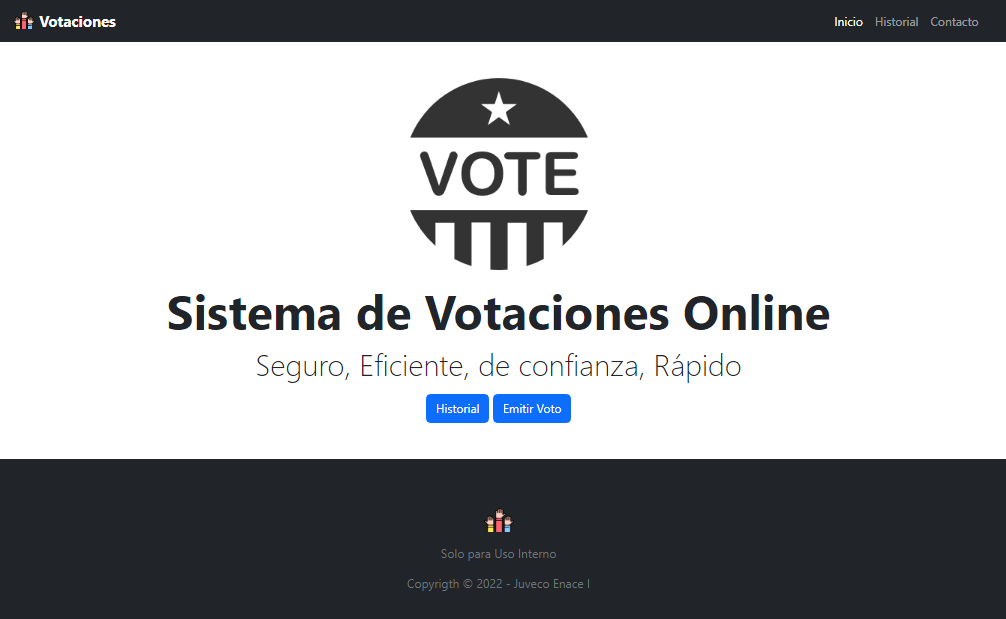 Votaciones
Inicio Historial Contacto
VOTE
Sistema de Votaciones Online
Seguro, Eficiente, de confianza, Rápido
Historial Emitir Voto
Solo para Uso Interno
Copyrigth © 2022 - Juveco Enace I